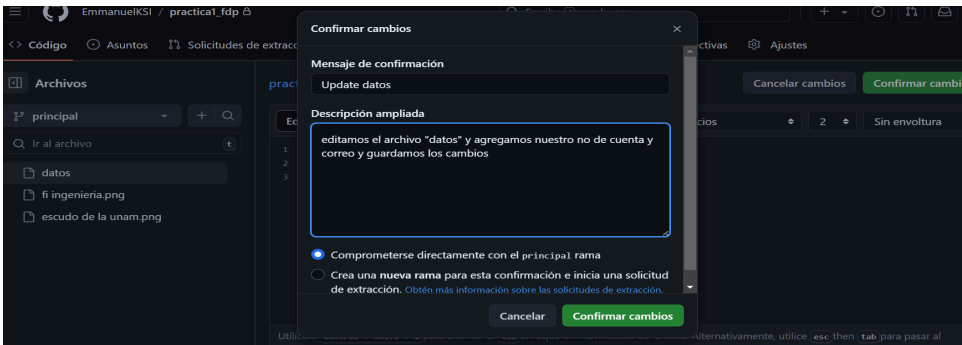 EmmanuelKSI / practica1_fdp
<> Código Asuntos Solicitudes de extracc ctivas Ajustes
Confirmar cambios
Mensaje de confirmación
Update datos
Descripción ampliada
editamos el archivo "datos" y agregamos nuestro no de cuenta y
correo y guardamos los cambios
Comprometerse directamente con el principal rama
Crea una nueva rama para esta confirmación e inicia una solicitud
de extracción. Obtén más información sobre las solicitudes de extracción.
Cancelar Confirmar cambios
Archivos
principal
Ir al archivo t
datos
fi ingenieria.png
escudo de la unam.png
prac
Cancelar cambios Confirmar cambi
Ed
cios 2 Sin envoltura
1
2
3
Alternativamente, utilice esc then tab para pasar al